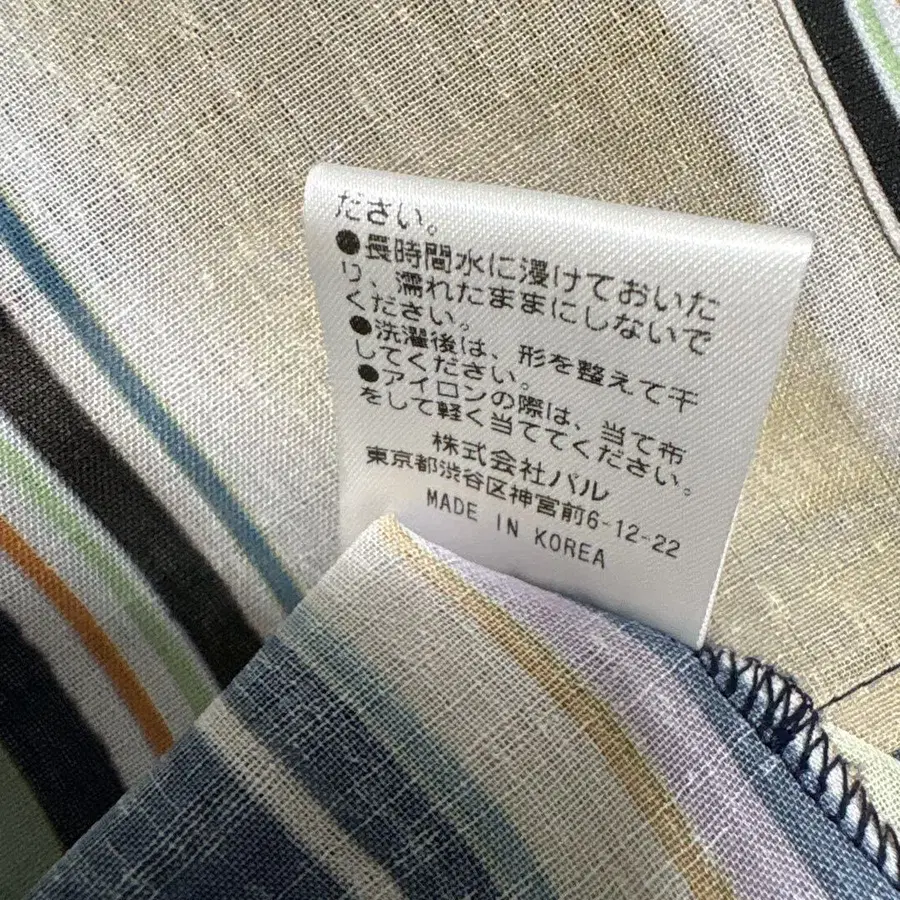 ださい。
●長時間水に浸けておいた
り、濡れたままにしないで
ください。
●洗濯後は、形を整えて干
してください。
●アイロンの際は、当て布
をして軽く当ててください。
株式会社パル
東京都渋谷区神宮前6-12-22
MADE IN KOREA